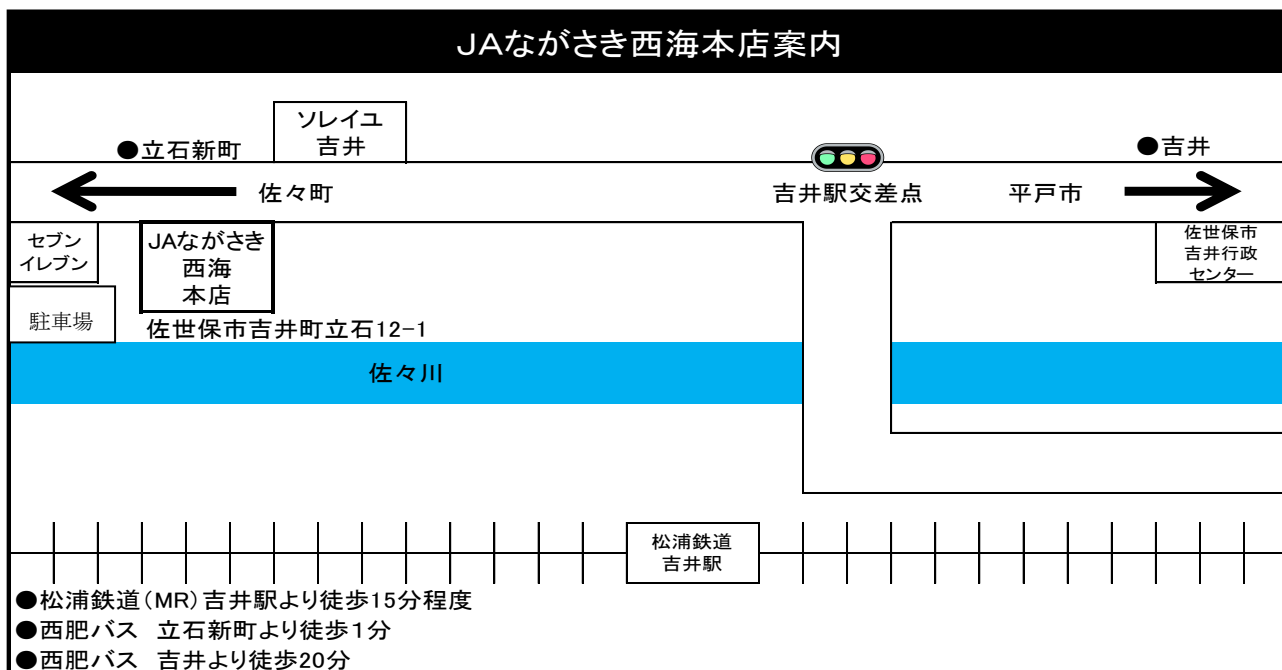 JAながさき西海本店案内
ソレイユ
吉井
●立石新町
●吉井
佐々町
吉井駅交差点
平戸市
セブン
イレブン
JAながさき
西海
本店
佐世保市
吉井行政
センター
駐車場
佐世保市吉井町立石12-1
佐々川
松浦鉄道
吉井駅
●松浦鉄道(MR)吉井駅より徒歩15分程度
●西肥バス　立石新町より徒歩1分
●西肥バス　吉井より徒歩20分